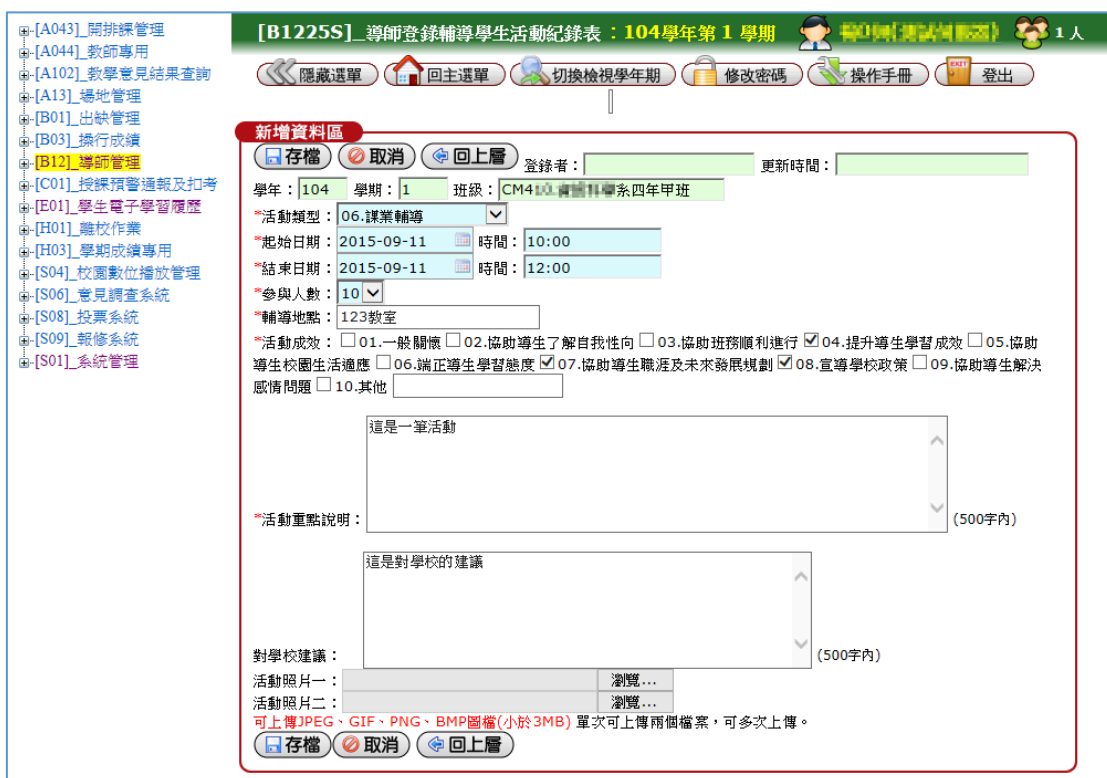 [A043]_開排課管理
[A044]_教師專用
[A102]_教學意見結果查詢
[A13]_場地管理
[B01]_出缺管理
[B03]_操行成績
[B12]_導師管理
[C01]_授課預警通報及扣考
[E01]_學生電子學習履歷
[H01]_離校作業
[H03]_學期成績專用
[S04]_校園數位播放管理
[S06]_意見調查系統
[S08]_投票系統
[S09]_報修系統
[S01]_系統管理
[B1225S]_導師登錄輔導學生活動紀錄表：104學年第 1 學期
1 人
隱藏選單 回主選單 切換檢視學年期 修改密碼 操作手冊 EXIT 登出
新增資料區
存檔 取消 回上層 登錄者： 更新時間：
學年：104 學期：1 班級：CM4 系四年甲班
*活動類型：06.課業輔導
*起始日期：2015-09-11 時間：10:00
*結束日期：2015-09-11 時間：12:00
*參與人數：10
*輔導地點：123教室
*活動成效：01.一般關懷 02.協助導生了解自我性向 03.協助班務順利進行 04.提升導生學習成效 05.協助
導生校園生活適應 06.端正導生學習態度 07.協助導生職涯及未來發展規劃 08.宣導學校政策 09.協助導生解決
感情問題 10.其他
這是一筆活動
*活動重點說明： (500字內)
這是對學校的建議
對學校建議： (500字內)
活動照片一： 瀏覽...
活動照片二： 瀏覽...
可上傳JPEG、GIF、PNG、BMP圖檔(小於3MB) 單次可上傳兩個檔案，可多次上傳。
存檔 取消 回上層